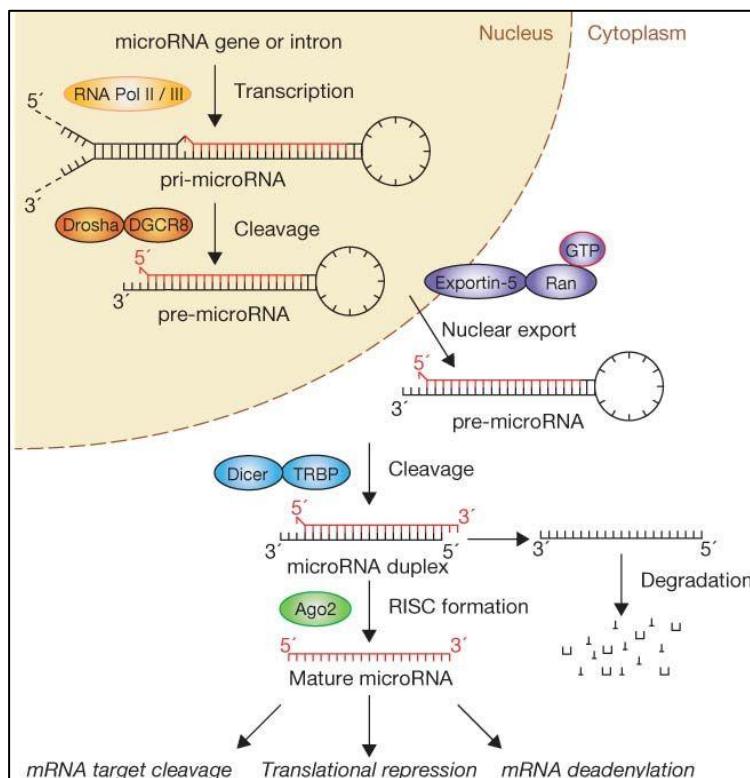 microRNA gene or intron
Nucleus
Cytoplasm
RNA Pol II / III
Transcription
5´
3´
pri-microRNA
Drosha
DGCR8
Cleavage
5´
3´
pre-microRNA
GTP
Exportin-5
Ran
Nuclear export
5´
3´
pre-microRNA
Dicer
TRBP
Cleavage
5´
3´
3´
5´
microRNA duplex
3´
5´
Degradation
Ago2
RISC formation
5´
3´
Mature microRNA
mRNA target cleavage
Translational repression
mRNA deadenylation